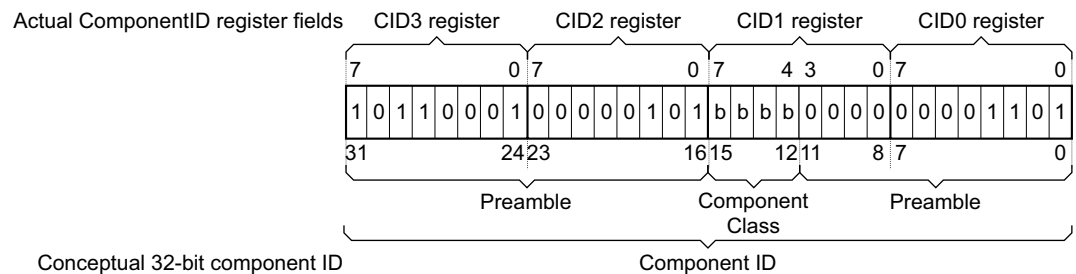 Actual ComponentID register fields CID3 register CID2 register CID1 register CID0 register
7 0 7 0 7 4 3 0 7 0
1 0 1 1 0 0 0 1 0 0 0 0 0 1 0 1 b b b b 0 0 0 0 0 0 0 0 1 1 0 1
31 24 23 16 15 12 11 8 7 0
Preamble Component Preamble
Class
Conceptual 32-bit component ID Component ID